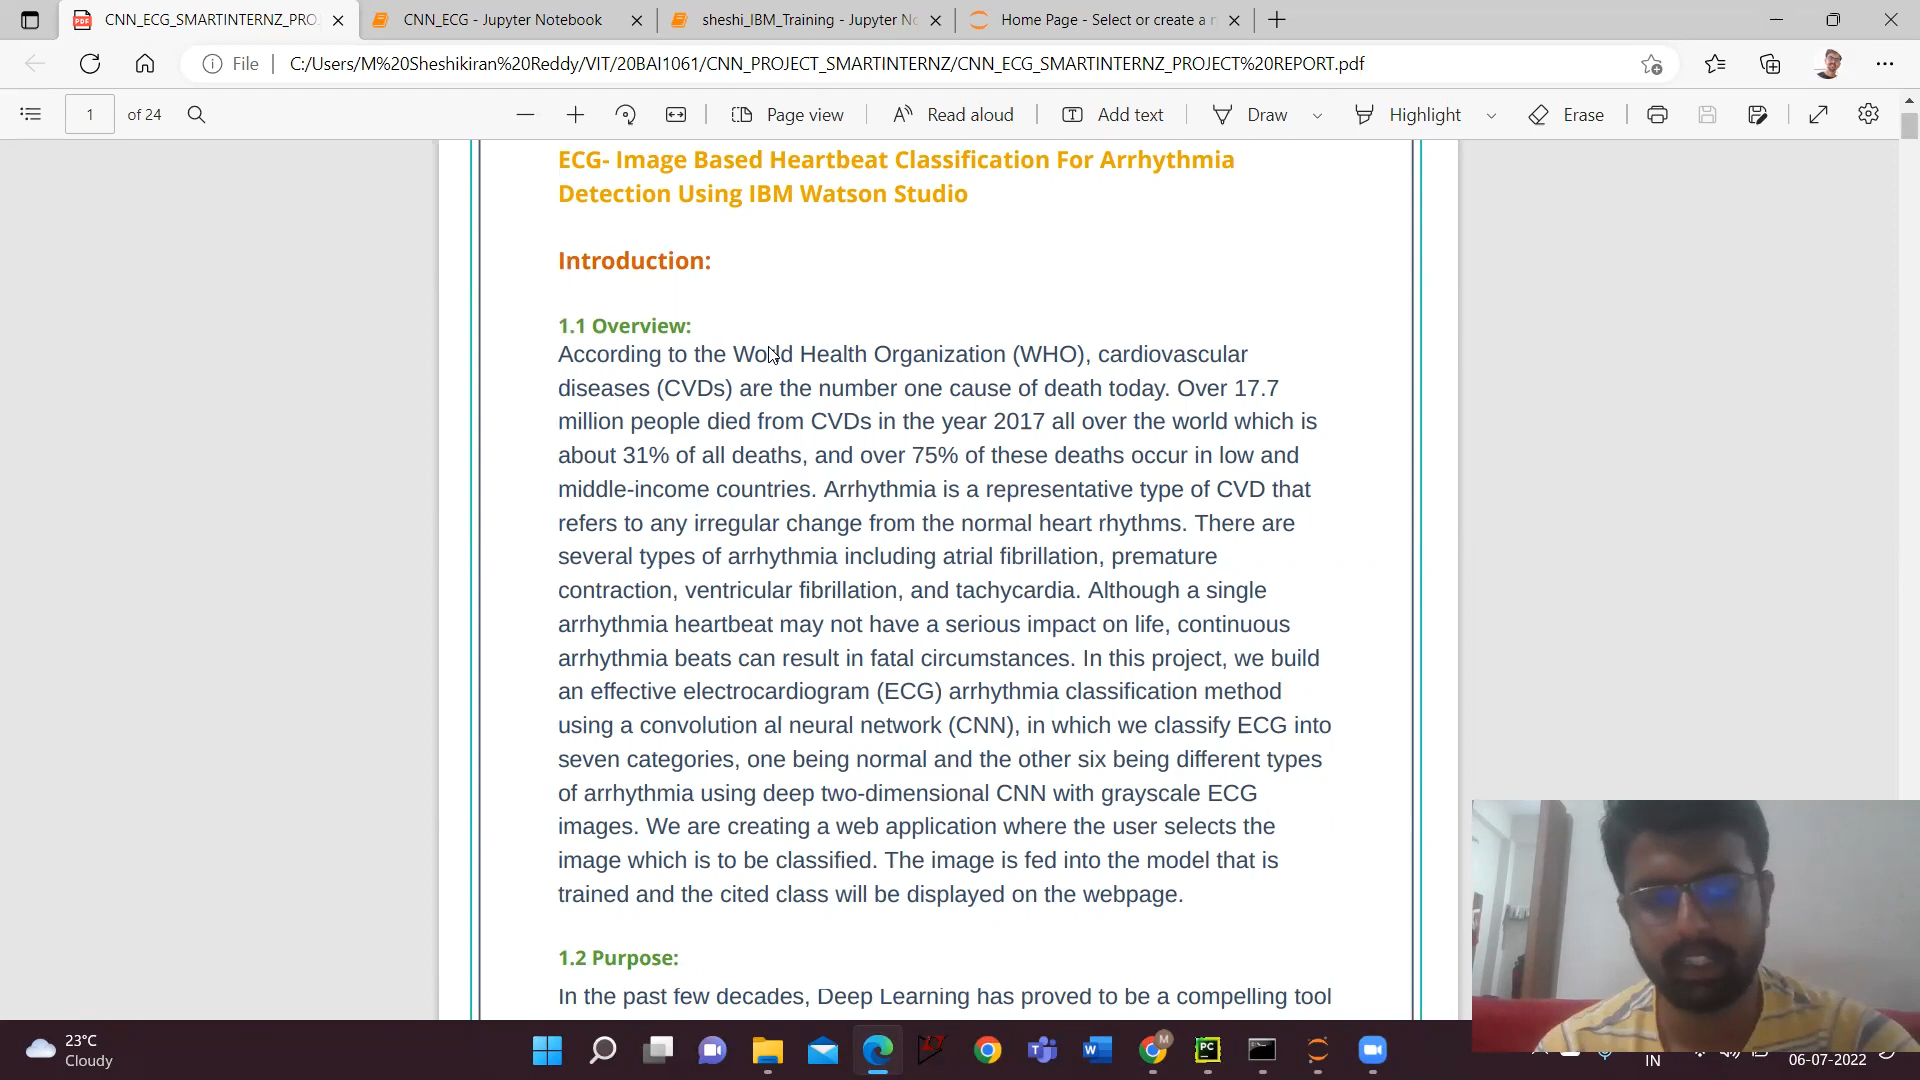 CNN_ECG_SMARTINTERNZ_PRO
CNN_ECG - Jupyter Notebook
sheshi_IBM_Training - Jupyter No
Home Page - Select or create a n
File
C:/Users/M%20Sheshikiran%20Reddy/VIT/20BAI1061/CNN_PROJECT_SMARTINTERNZ/CNN_ECG_SMARTINTERNZ_PROJECT%20REPORT.pdf
1 of 24
Page view
Read aloud
Add text
Draw
Highlight
Erase
ECG- Image Based Heartbeat Classification For Arrhythmia
Detection Using IBM Watson Studio
Introduction:
1.1 Overview:
According to the World Health Organization (WHO), cardiovascular
diseases (CVDs) are the number one cause of death today. Over 17.7
million people died from CVDs in the year 2017 all over the world which is
about 31% of all deaths, and over 75% of these deaths occur in low and
middle-income countries. Arrhythmia is a representative type of CVD that
refers to any irregular change from the normal heart rhythms. There are
several types of arrhythmia including atrial fibrillation, premature
contraction, ventricular fibrillation, and tachycardia. Although a single
arrhythmia heartbeat may not have a serious impact on life, continuous
arrhythmia beats can result in fatal circumstances. In this project, we build
an effective electrocardiogram (ECG) arrhythmia classification method
using a convolution al neural network (CNN), in which we classify ECG into
seven categories, one being normal and the other six being different types
of arrhythmia using deep two-dimensional CNN with grayscale ECG
images. We are creating a web application where the user selects the
image which is to be classified. The image is fed into the model that is
trained and the cited class will be displayed on the webpage.
1.2 Purpose:
In the past few decades, Deep Learning has proved to be a compelling tool
23°C
Cloudy
IN
06-07-2022